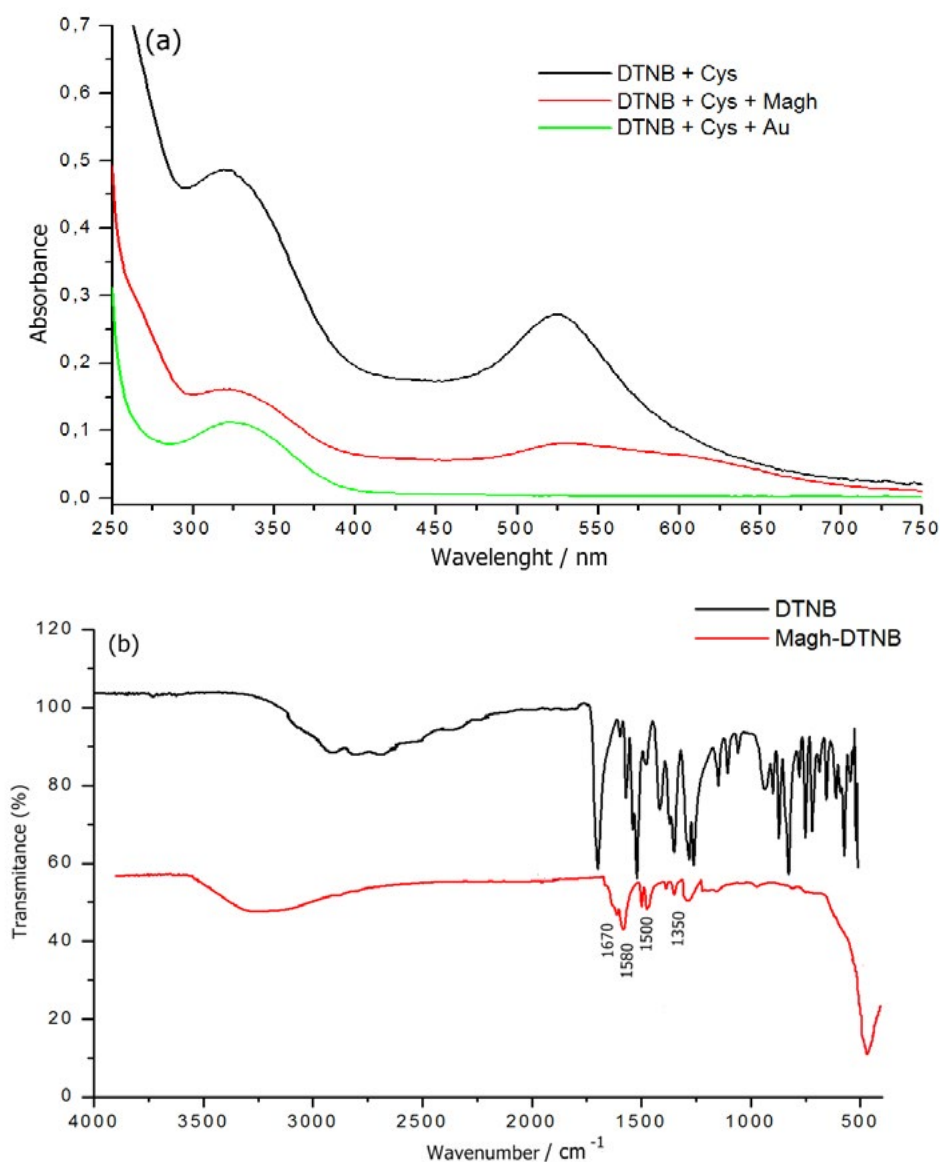 (a)
DTNB + Cys
DTNB + Cys + Magh
DTNB + Cys + Au
0,7
0,6
0,5
0,4
0,3
0,2
0,1
0,0
Absorbance
250 300 350 400 450 500 550 600 650 700 750
Wavelenght / nm
(b)
DTNB
Magh-DTNB
120
100
80
60
40
20
0
Transmitance (%)
1670
1580
1500
1350
4000 3500 3000 2500 2000 1500 1000 500
Wavenumber / cm⁻¹